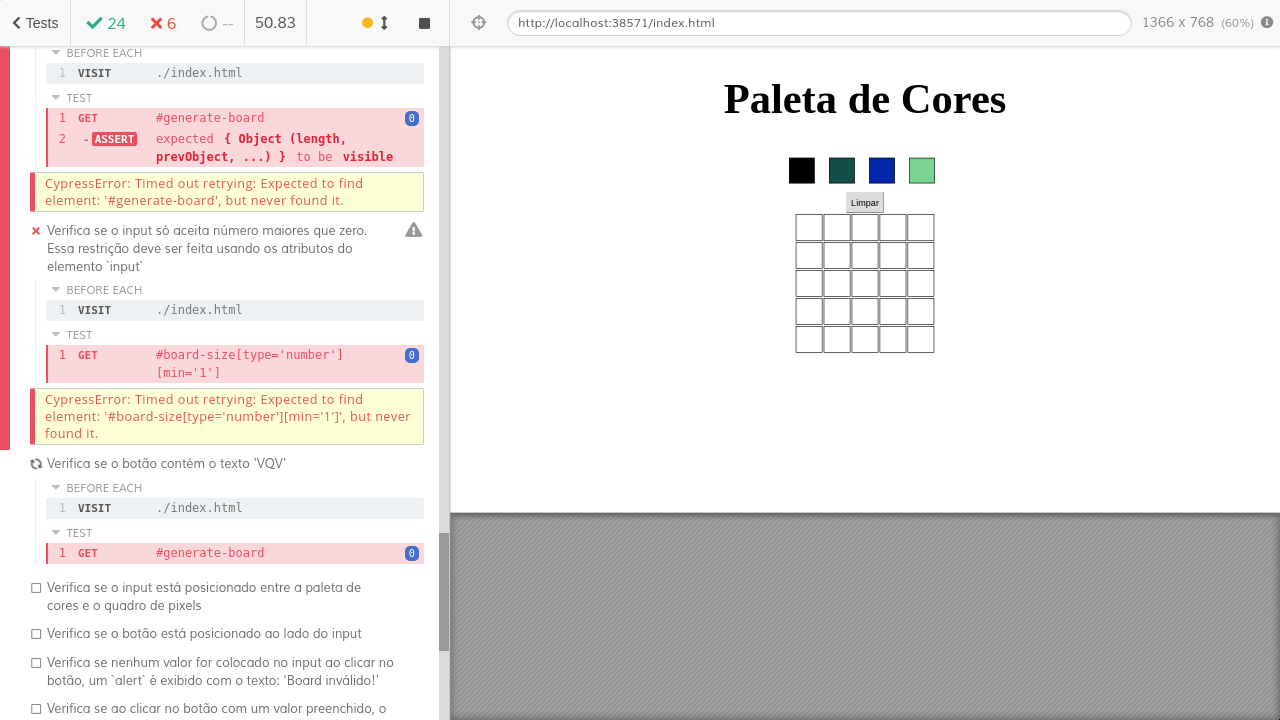 Tests
24
6
--
50.83
http://localhost:38571/index.html
1366 x 768 (60%)
BEFORE EACH
1 VISIT ./index.html
TEST
1 GET #generate-board 0
2 -ASSERT expected { Object (length,
prevObject, ...) } to be visible
CypressError: Timed out retrying: Expected to find
element: '#generate-board', but never found it.
Verifica se o input só aceita número maiores que zero.
Essa restrição deve ser feita usando os atributos do
elemento `input`
BEFORE EACH
1 VISIT ./index.html
TEST
1 GET #board-size[type='number'] 0
[min='1']
CypressError: Timed out retrying: Expected to find
element: '#board-size[type='number'][min='1']', but never
found it.
Verifica se o botão contém o texto 'VQV'
BEFORE EACH
1 VISIT ./index.html
TEST
1 GET #generate-board 0
Verifica se o input está posicionado entre a paleta de
cores e o quadro de pixels
Verifica se o botão está posicionado ao lado do input
Verifica se nenhum valor for colocado no input ao clicar no
botão, um `alert` é exibido com o texto: 'Board inválido!'
Verifica se ao clicar no botão com um valor preenchido, o
Paleta de Cores
Limpar